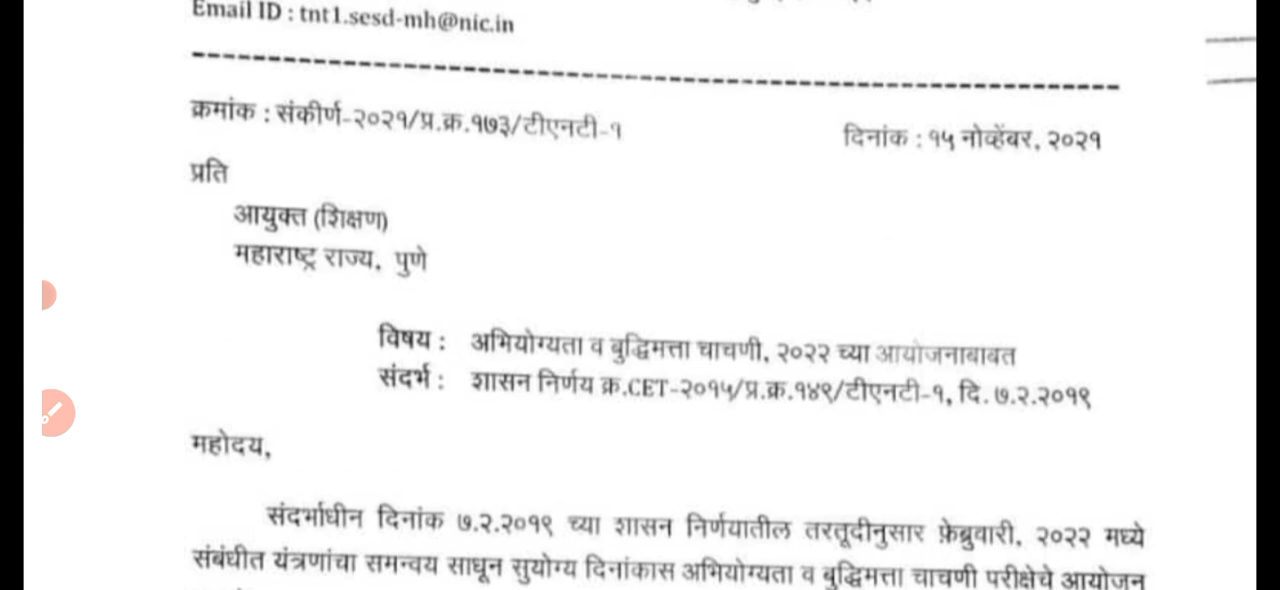 Email ID : tnt1.sesd-mh@nic.in
क्रमांक : संकीर्ण-२०२१/प्र.क्र.१७३/टीएनटी-१
दिनांक : १५ नोव्हेंबर, २०२१
प्रति
आयुक्त (शिक्षण)
महाराष्ट्र राज्य, पुणे
विषय : अभियोग्यता व बुद्धिमत्ता चाचणी, २०२२ च्या आयोजनाबाबत
संदर्भ : शासन निर्णय क्र.CET-२०१५/प्र.क्र.१४९/टीएनटी-१, दि. ७.२.२०१९
महोदय,
संदर्भाधीन दिनांक ७.२.२०१९ च्या शासन निर्णयातील तरतूदीनुसार फ़ेब्रुवारी, २०२२ मध्ये
संबंधीत यंत्रणांचा समन्वय साधून सुयोग्य दिनांकास अभियोग्यता व बुद्धिमत्ता चाचणी परीक्षेचे आयोजन